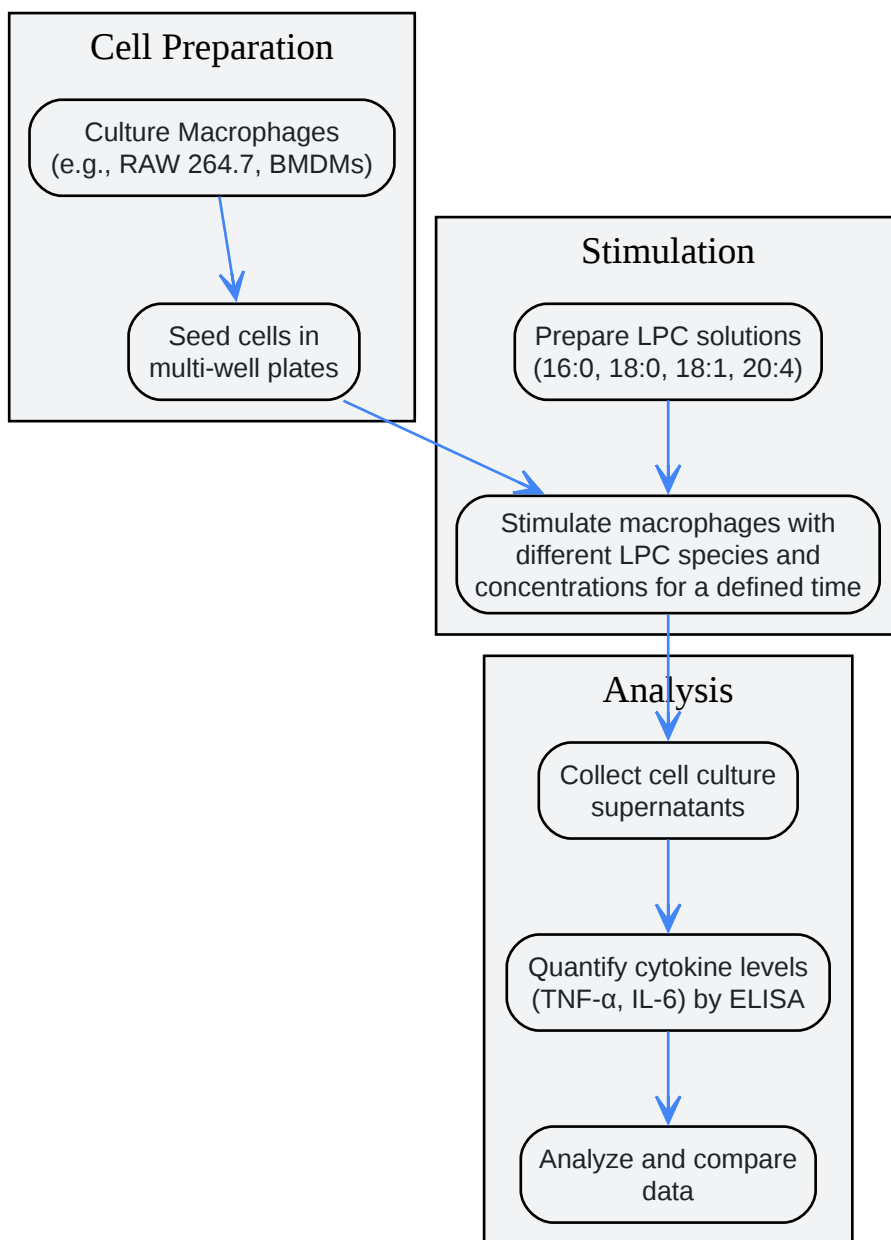 Cell Preparation
Culture Macrophages
(e.g., RAW 264.7, BMDMs)
Seed cells in
multi-well plates
Stimulation
Prepare LPC solutions
(16:0, 18:0, 18:1, 20:4)
Stimulate macrophages with
different LPC species and
concentrations for a defined time
Analysis
Collect cell culture
supernatants
Quantify cytokine levels
(TNF-α, IL-6) by ELISA
Analyze and compare
data